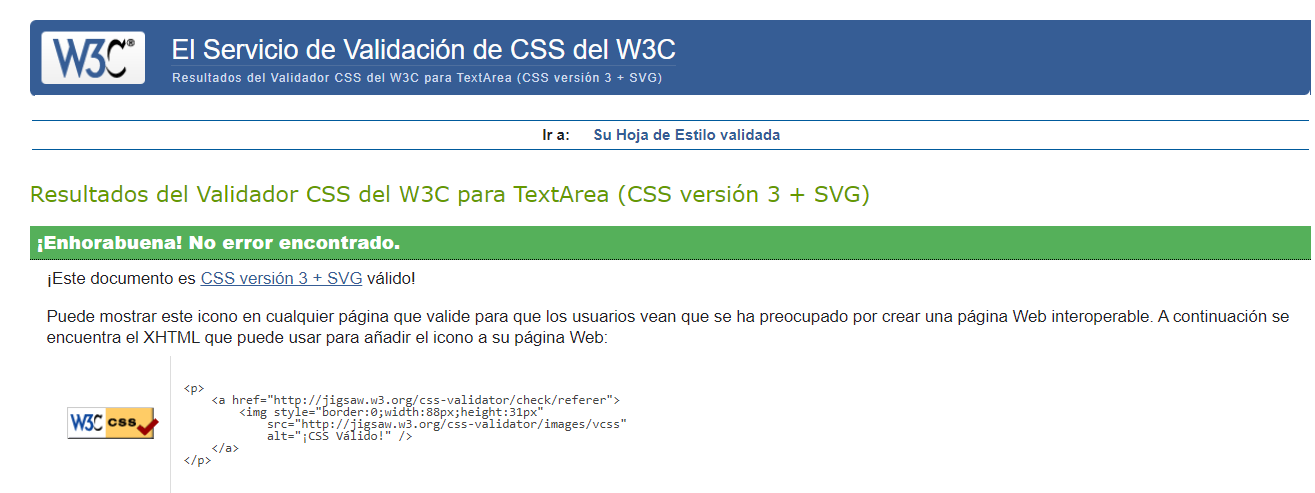 W3C®
El Servicio de Validación de CSS del W3C
Resultados del Validador CSS del W3C para TextArea (CSS versión 3 + SVG)
Ir a: Su Hoja de Estilo validada
Resultados del Validador CSS del W3C para TextArea (CSS versión 3 + SVG)
¡Enhorabuena! No error encontrado.
¡Este documento es CSS versión 3 + SVG válido!
Puede mostrar este icono en cualquier página que valide para que los usuarios vean que se ha preocupado por crear una página Web interoperable. A continuación se
encuentra el XHTML que puede usar para añadir el icono a su página Web:
W3C css
<p>
<a href="http://jigsaw.w3.org/css-validator/check/referer">
<img style="border:0;width:88px;height:31px"
src="http://jigsaw.w3.org/css-validator/images/vcss"
alt="¡CSS Válido!" />
</a>
</p>